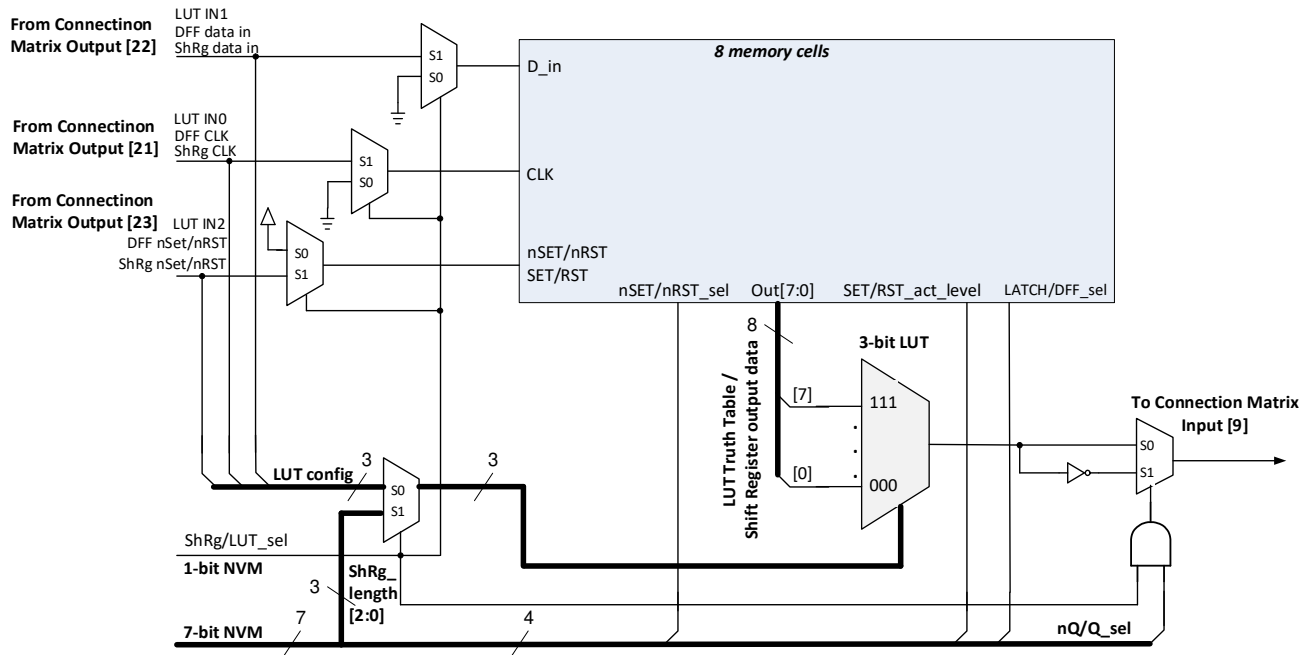 From Connectinon
Matrix Output [22]
LUT IN1
DFF data in
ShRg data in
S1
S0
8 memory cells
D_in
From Connectinon
Matrix Output [21]
LUT IN0
DFF CLK
ShRg CLK
S1
S0
CLK
From Connectinon
Matrix Output [23]
LUT IN2
DFF nSet/nRST
ShRg nSet/nRST
S0
S1
nSET/nRST
SET/RST
nSET/nRST_sel
Out[7:0]
SET/RST_act_level
LATCH/DFF_sel
8
LUT Truth Table /
Shift Register output data
3-bit LUT
[7]
111
[0]
000
To Connection Matrix
Input [9]
S0
S1
LUT config
3
S0
S1
3
ShRg/LUT_sel
1-bit NVM
3
ShRg_
length
[2:0]
7-bit NVM
7
4
nQ/Q_sel